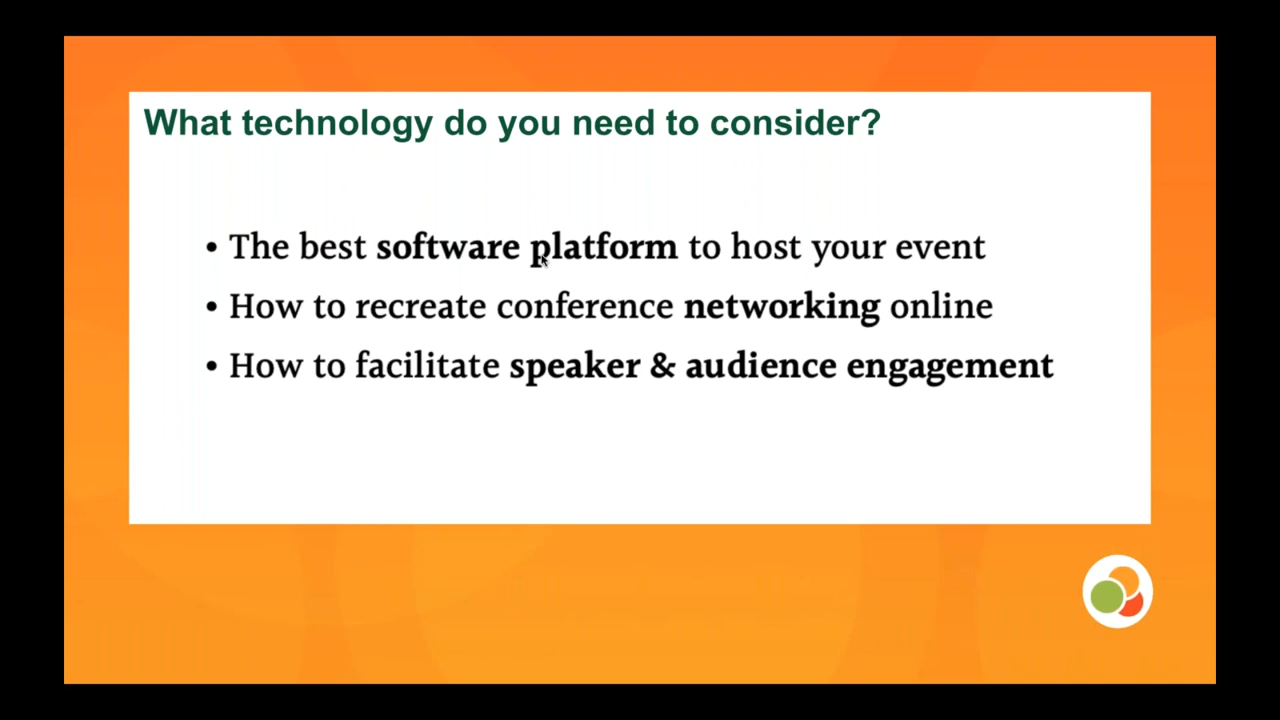 What technology do you need to consider?
• The best software platform to host your event
• How to recreate conference networking online
• How to facilitate speaker & audience engagement